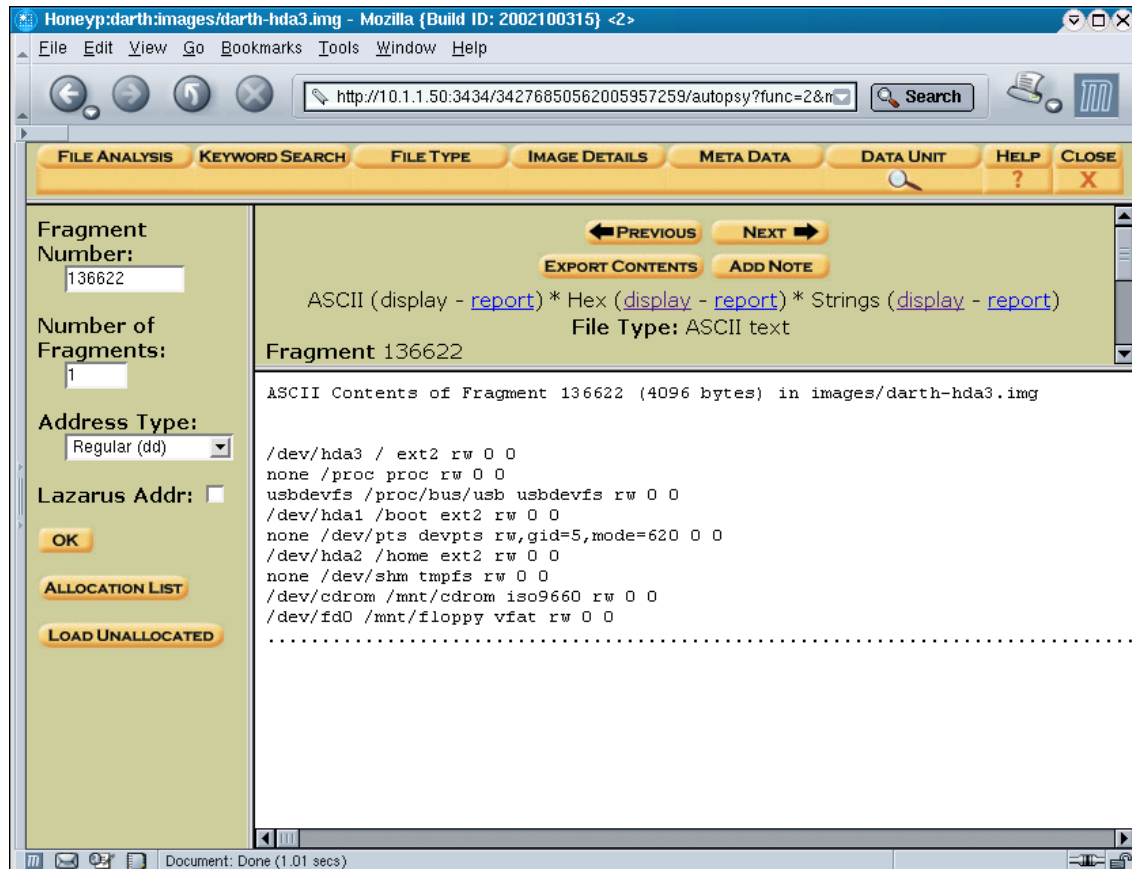 Honeyp:darth:images/darth-hda3.img - Mozilla {Build ID: 2002100315} <2>
File Edit View Go Bookmarks Tools Window Help
http://10.1.1.50:3434/34276850562005957259/autopsy?func=2&m Search
FILE ANALYSIS KEYWORD SEARCH FILE TYPE IMAGE DETAILS META DATA DATA UNIT HELP CLOSE
? X
Fragment
Number:
136622
Number of
Fragments:
1
Address Type:
Regular (dd)
Lazarus Addr:
OK
ALLOCATION LIST
LOAD UNALLOCATED
PREVIOUS NEXT
EXPORT CONTENTS ADD NOTE
ASCII (display - report) * Hex (display - report) * Strings (display - report)
File Type: ASCII text
Fragment 136622
ASCII Contents of Fragment 136622 (4096 bytes) in images/darth-hda3.img
/dev/hda3 / ext2 rw 0 0
none /proc proc rw 0 0
usbdevfs /proc/bus/usb usbdevfs rw 0 0
/dev/hda1 /boot ext2 rw 0 0
none /dev/pts devpts rw,gid=5,mode=620 0 0
/dev/hda2 /home ext2 rw 0 0
none /dev/shm tmpfs rw 0 0
/dev/cdrom /mnt/cdrom iso9660 rw 0 0
/dev/fd0 /mnt/floppy vfat rw 0 0
................................................................................
Document: Done (1.01 secs)